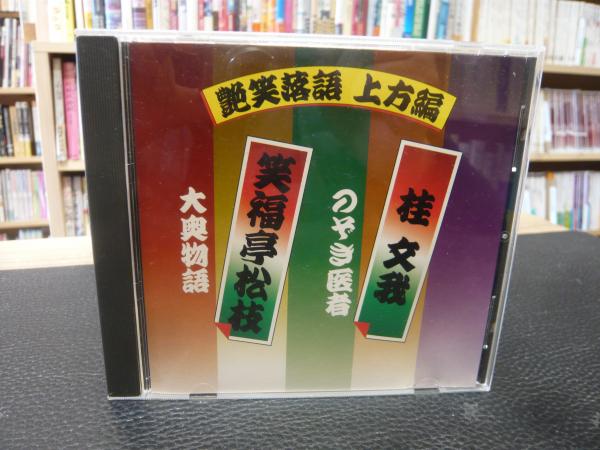 艶笑落語 上方編
桂 文我
のやき医者
笑福亭松枝
大奥物語